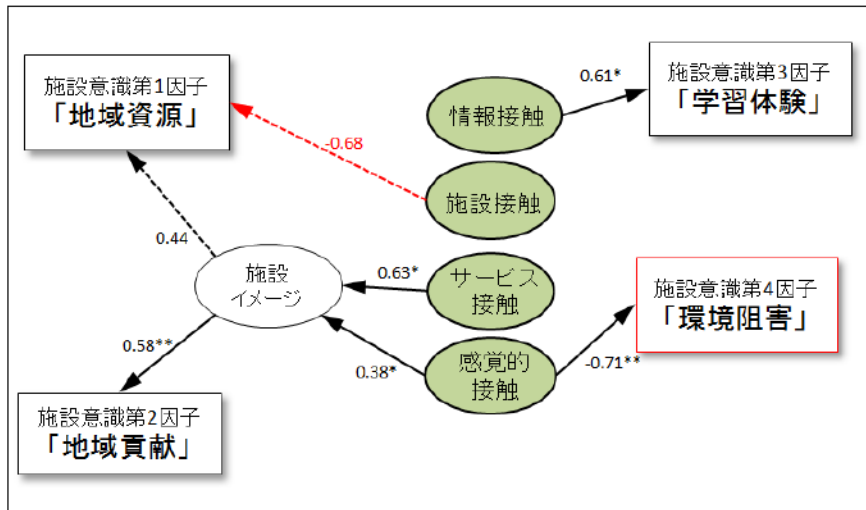 施設意識第1因子
「地域資源」
情報接触
0.61*
施設意識第3因子
「学習体験」
-0.68
施設接触
0.44
施設
イメージ
0.63*
サービス
接触
施設意識第4因子
「環境阻害」
0.58**
0.38*
感覚的
接触
-0.71**
施設意識第2因子
「地域貢献」